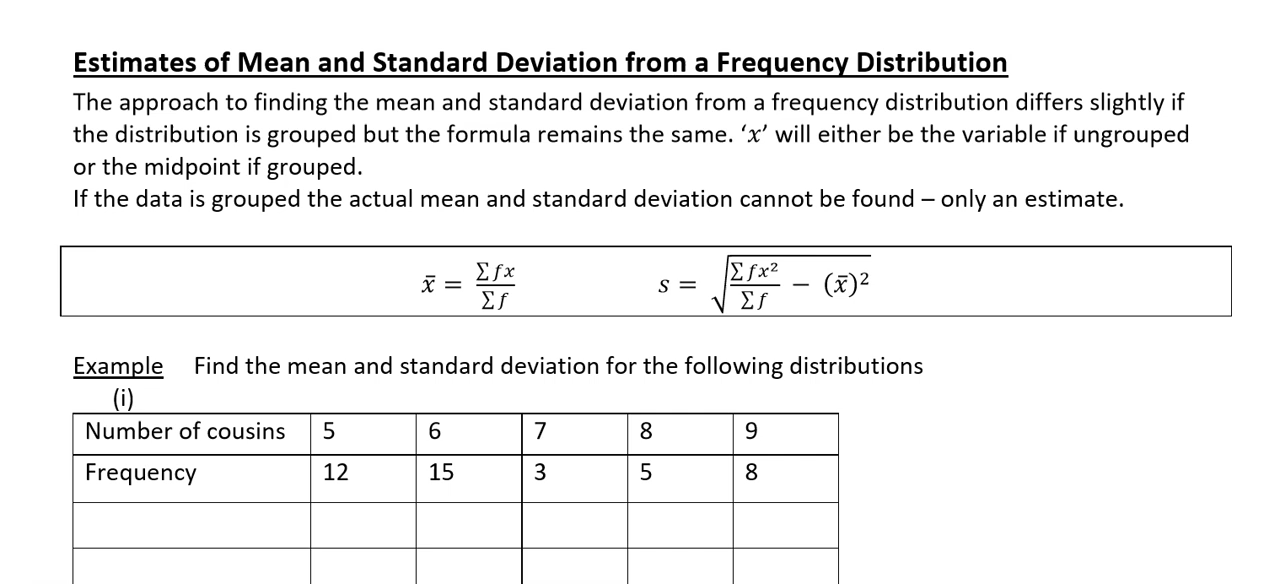 Estimates of Mean and Standard Deviation from a Frequency Distribution
The approach to finding the mean and standard deviation from a frequency distribution differs slightly if
the distribution is grouped but the formula remains the same. ‘x’ will either be the variable if ungrouped
or the midpoint if grouped.
If the data is grouped the actual mean and standard deviation cannot be found – only an estimate.
x̄ = Σfx / Σf    s = √(Σfx² / Σf − (x̄)²)
Example Find the mean and standard deviation for the following distributions
(i)
Number of cousins 5 6 7 8 9
Frequency 12 15 3 5 8